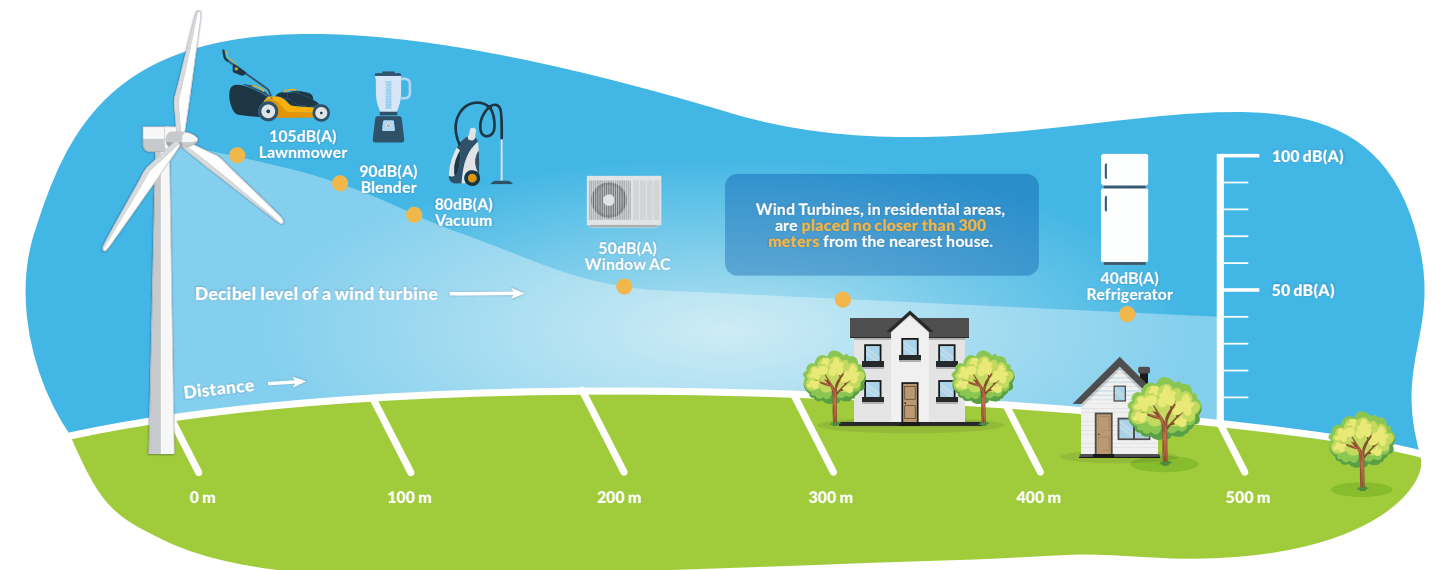 105dB(A)
Lawnmower
90dB(A)
Blender
80dB(A)
Vacuum
50dB(A)
Window AC
Wind Turbines, in residential areas,
are placed no closer than 300
meters from the nearest house.
40dB(A)
Refrigerator
100 dB(A)
50 dB(A)
Decibel level of a wind turbine
Distance
0 m
100 m
200 m
300 m
400 m
500 m